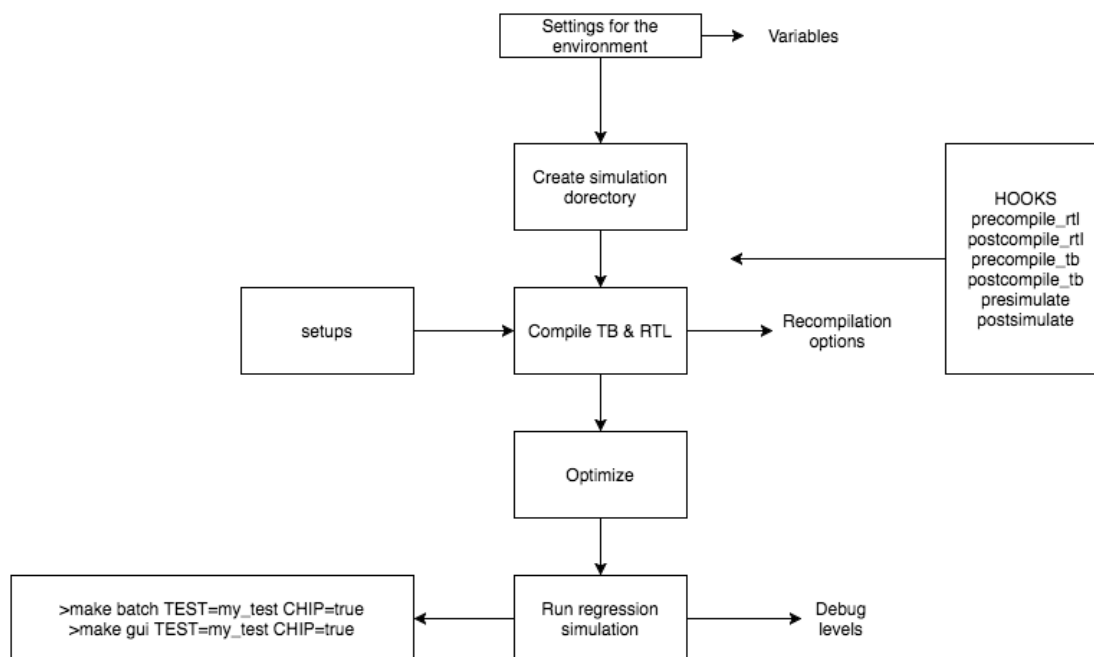 Settings for the
environment
Variables
Create simulation
dorectory
HOOKS
precompile_rtl
postcompile_rtl
precompile_tb
postcompile_tb
presimulate
postsimulate
setups
Compile TB & RTL
Recompilation
options
Optimize
>make batch TEST=my_test CHIP=true
>make gui TEST=my_test CHIP=true
Run regression
simulation
Debug
levels